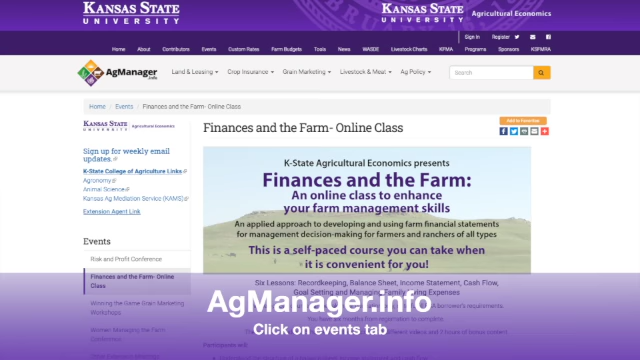 KANSAS STATE
UNIVERSITY
KANSAS STATE
UNIVERSITY
Agricultural Economics
Sign In
Register
Home
About
Contributors
Events
Custom Rates
Farm Budgets
Tools
News
WASDE
Livestock Charts
KFMA
Programs
Sponsors
KSFMRA
AgManager
.info
Land & Leasing
Crop Insurance
Grain Marketing
Livestock & Meat
Ag Policy
Search
Home / Events / Finances and the Farm- Online Class
KANSAS STATE
UNIVERSITY
Agricultural Economics
Finances and the Farm- Online Class
Add to Favorites
Sign up for weekly email
updates.
K-State College of Agriculture Links
Agronomy
Animal Science
Kansas Ag Mediation Service (KAMS)
Extension Agent Link
Events
Risk and Profit Conference
Finances and the Farm- Online
Class
Winning the Game Grain Marketing
Workshops
Women Managing the Farm
Conference
K-State Agricultural Economics presents
Finances and the Farm:
An online class to enhance
your farm management skills
An applied approach to developing and using farm financial statements
for management decision-making for farmers and ranchers of all types
This is a self-paced course you can take when
it is convenient for you!
Six Lessons: Recordkeeping, Balance Sheet, Income Statement, Cash Flow,
Goal Setting and Managing Family Living Expenses
AgManager.info
Click on events tab